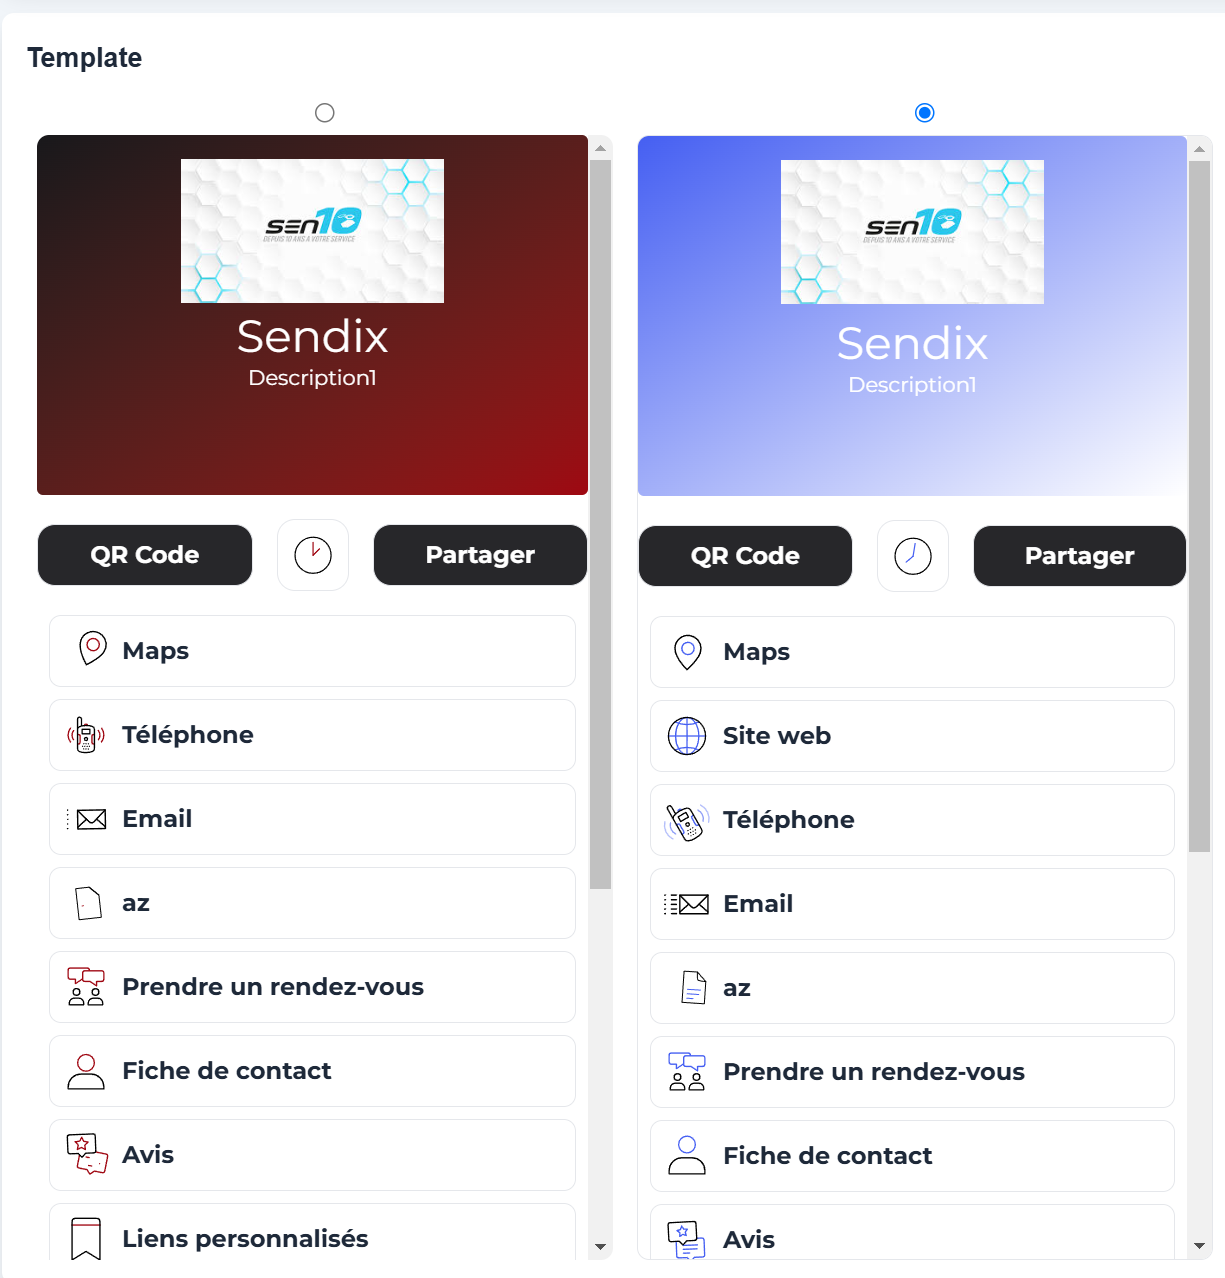 Template
sen10
DEPUIS 10 ANS A VOTRE SERVICE
Sendix
Description1
QR Code
Partager
Maps
Téléphone
Email
az
Prendre un rendez-vous
Fiche de contact
Avis
Liens personnalisés
sen10
DEPUIS 10 ANS A VOTRE SERVICE
Sendix
Description1
QR Code
Partager
Maps
Site web
Téléphone
Email
az
Prendre un rendez-vous
Fiche de contact
Avis